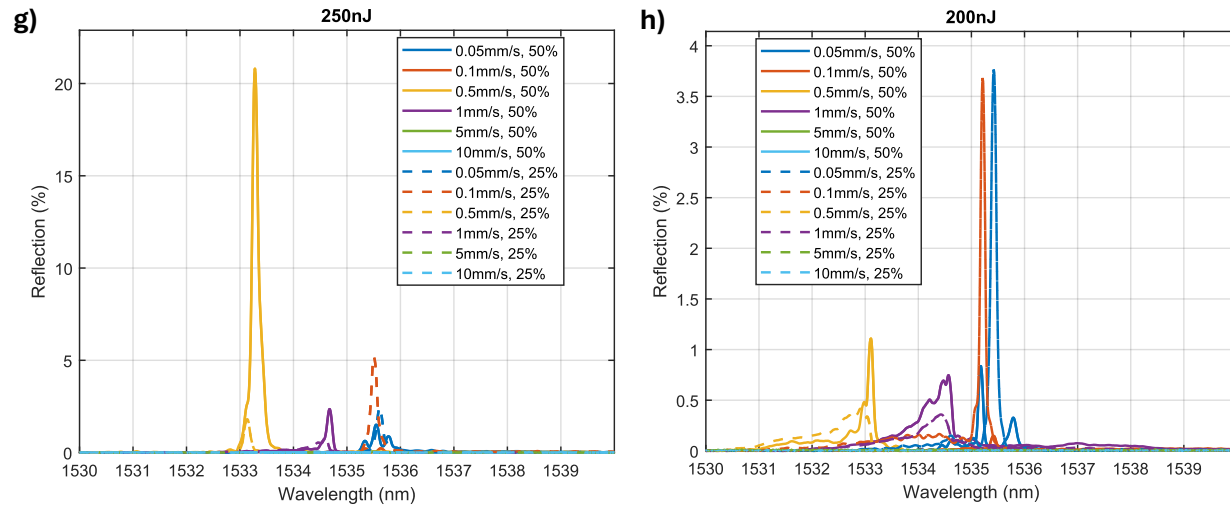 g)
250nJ
Reflection (%)
20
15
10
5
0
0.05mm/s, 50%
0.1mm/s, 50%
0.5mm/s, 50%
1mm/s, 50%
5mm/s, 50%
10mm/s, 50%
0.05mm/s, 25%
0.1mm/s, 25%
0.5mm/s, 25%
1mm/s, 25%
5mm/s, 25%
10mm/s, 25%
1530 1531 1532 1533 1534 1535 1536 1537 1538 1539
Wavelength (nm)
h)
200nJ
Reflection (%)
4
3.5
3
2.5
2
1.5
1
0.5
0
0.05mm/s, 50%
0.1mm/s, 50%
0.5mm/s, 50%
1mm/s, 50%
5mm/s, 50%
10mm/s, 50%
0.05mm/s, 25%
0.1mm/s, 25%
0.5mm/s, 25%
1mm/s, 25%
5mm/s, 25%
10mm/s, 25%
1530 1531 1532 1533 1534 1535 1536 1537 1538 1539
Wavelength (nm)